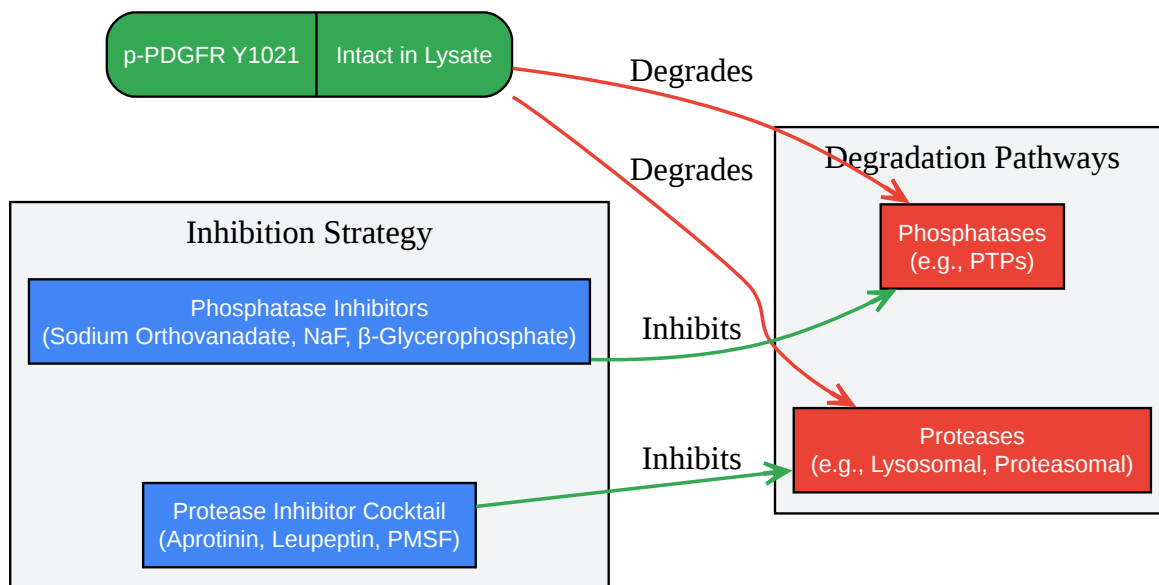 p-PDGFR Y1021
Intact in Lysate
Degrades
Degrades
Degradation Pathways
Phosphatases
(e.g., PTPs)
Inhibition Strategy
Phosphatase Inhibitors
(Sodium Orthovanadate, NaF, β-Glycerophosphate)
Inhibits
Proteases
(e.g., Lysosomal, Proteasomal)
Inhibits
Protease Inhibitor Cocktail
(Aprotinin, Leupeptin, PMSF)